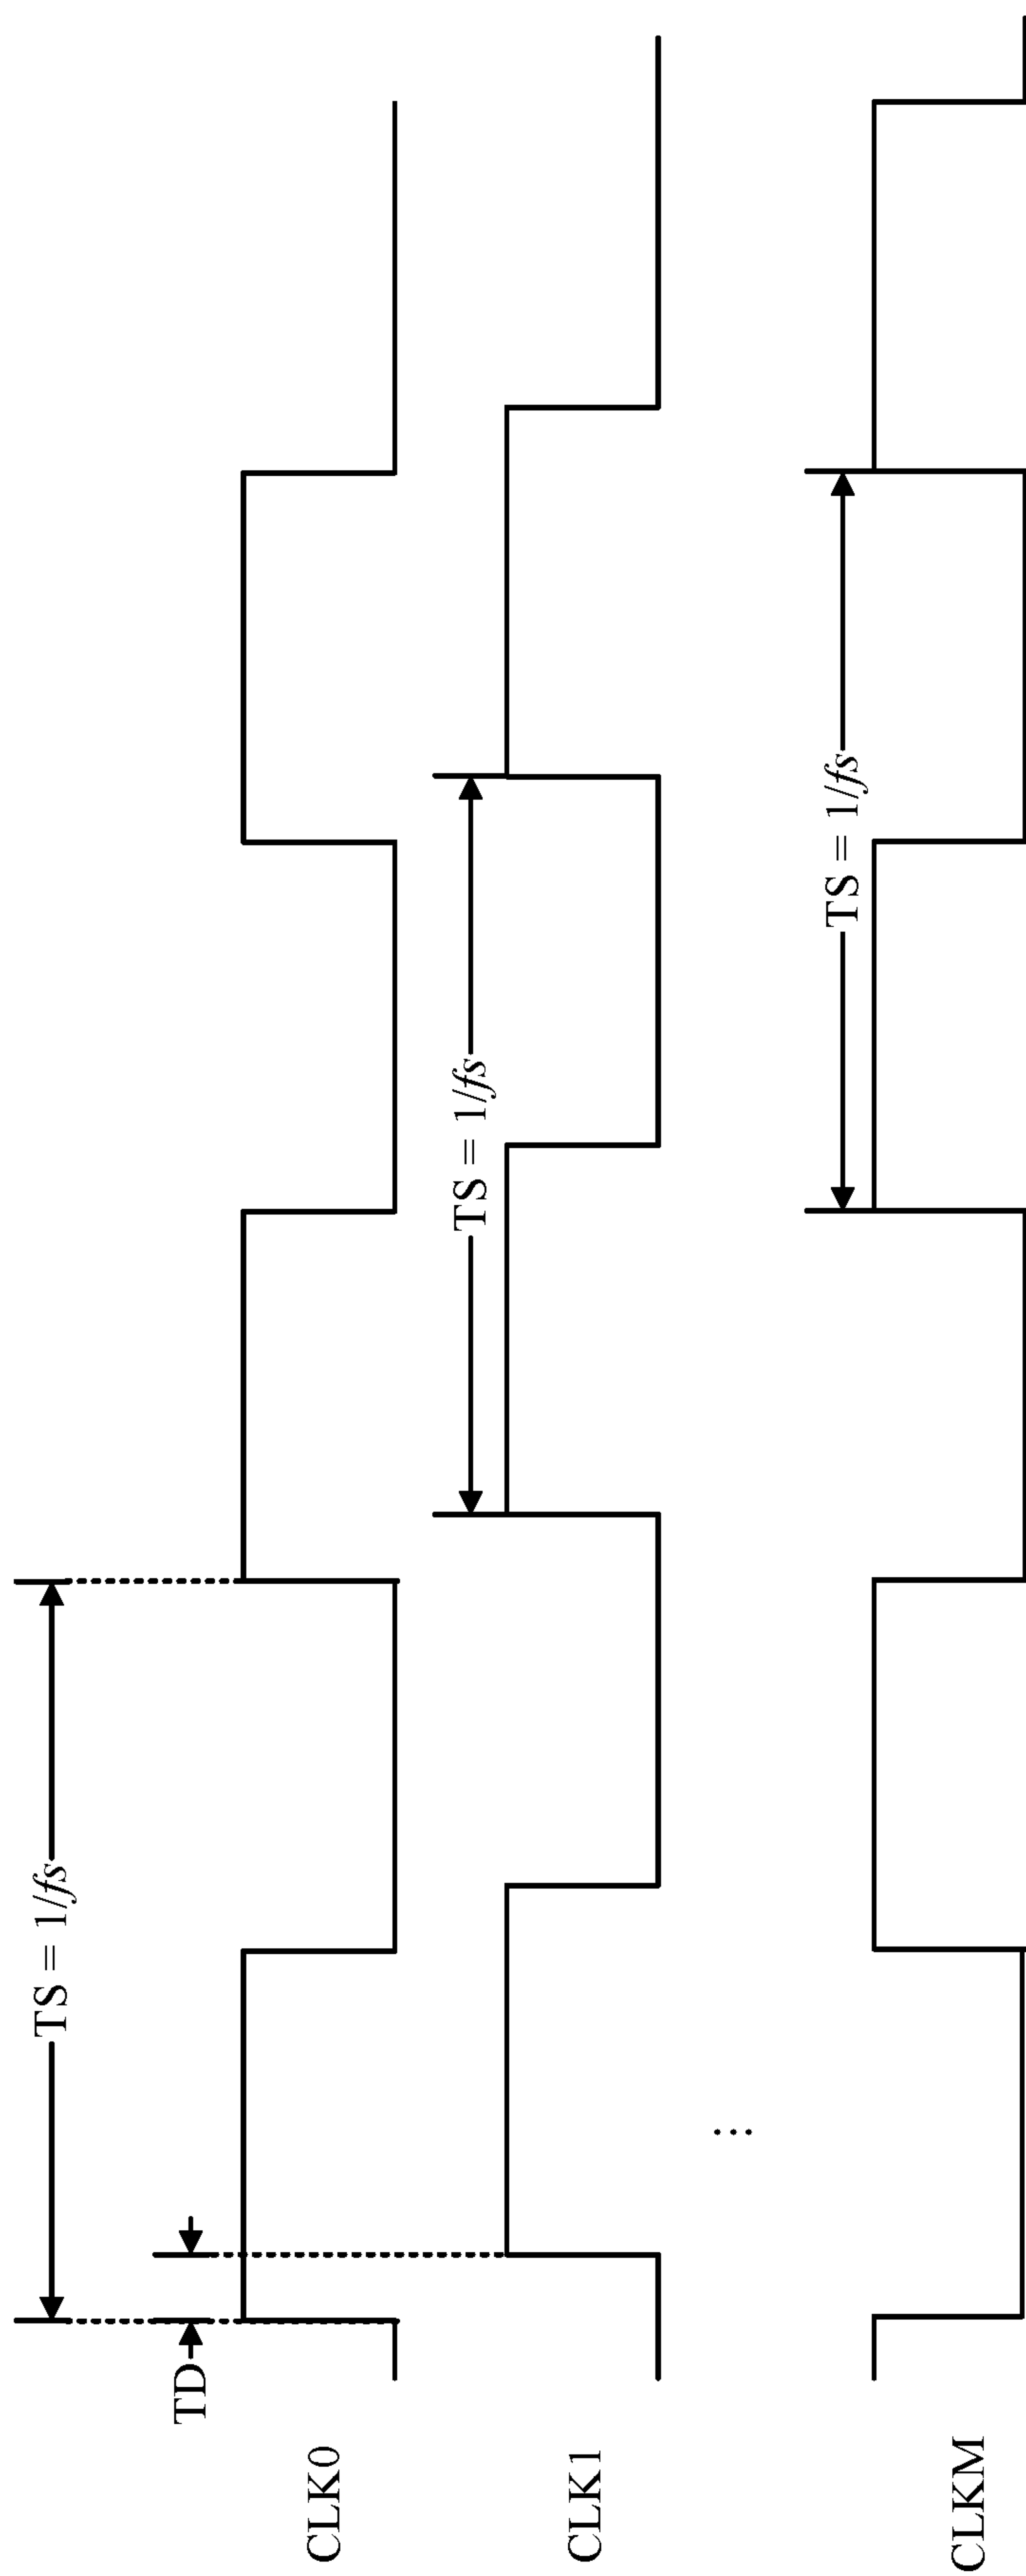 TS = 1/fs
TD
CLK0
TS = 1/fs
CLK1
...
TS = 1/fs
CLKM